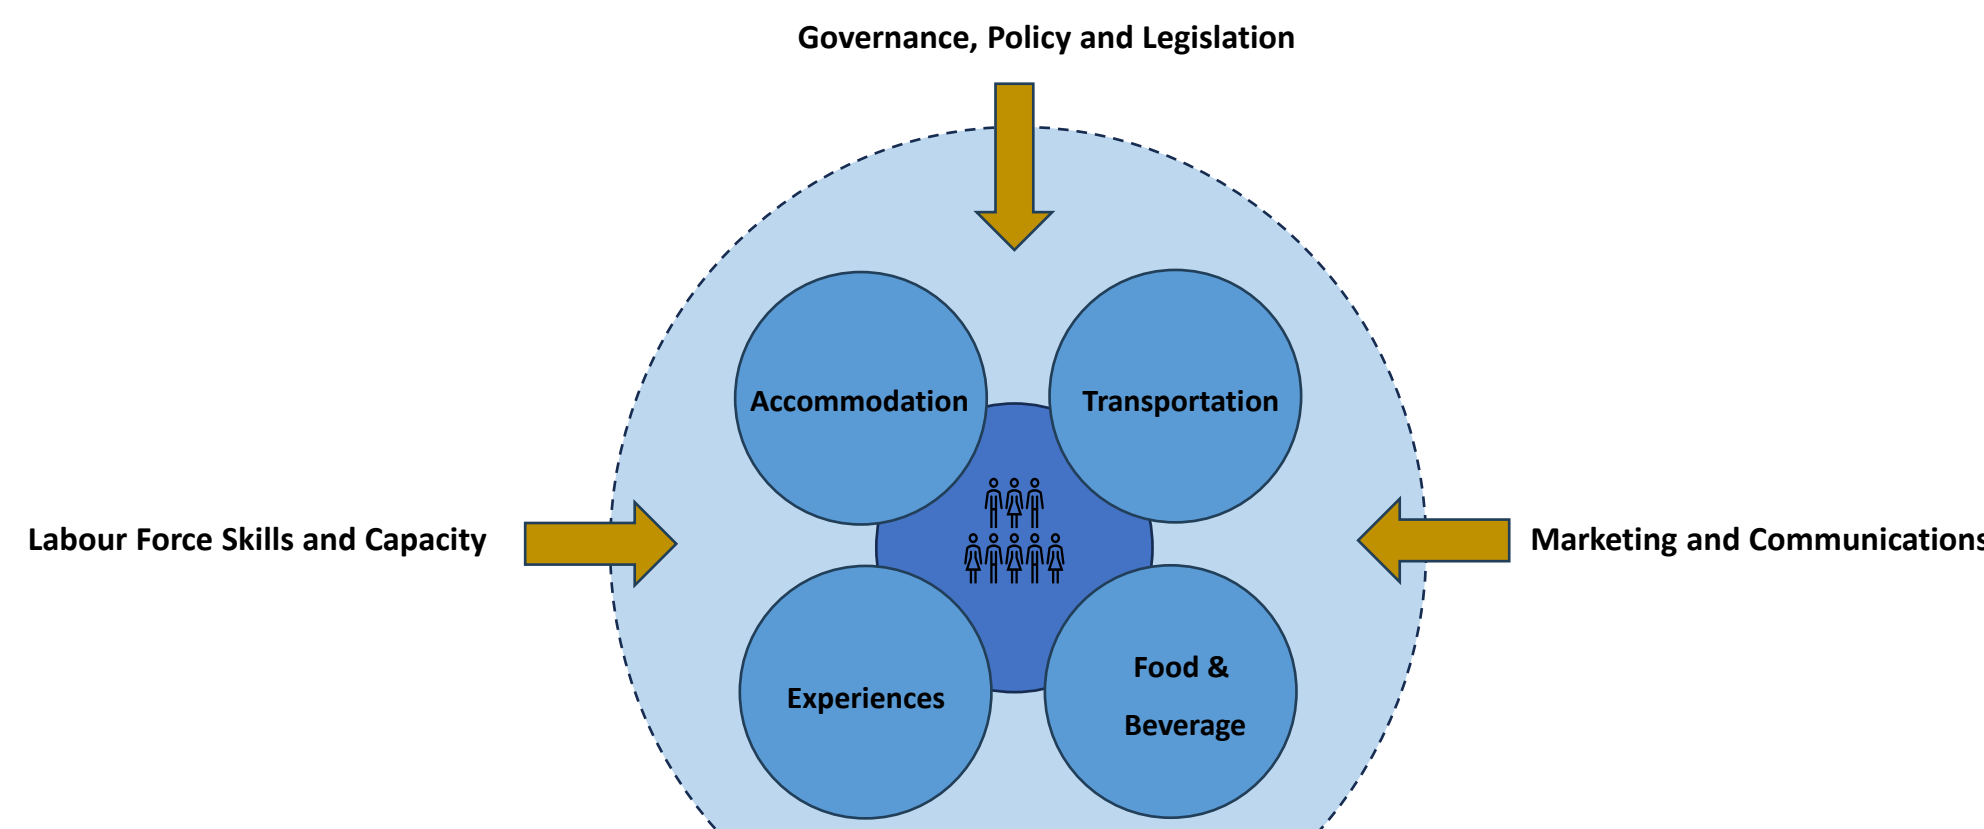 Governance, Policy and Legislation
Accommodation
Transportation
Labour Force Skills and Capacity
Marketing and Communications
Experiences
Food &
Beverage